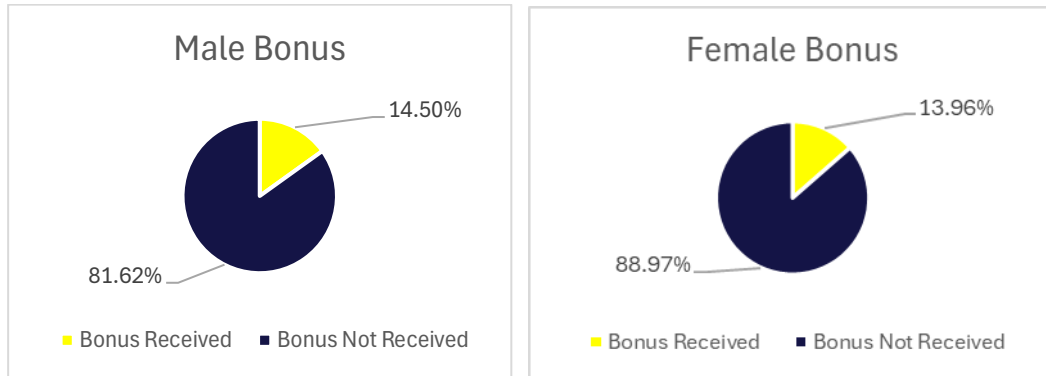 Male Bonus
14.50%
81.62%
Bonus Received Bonus Not Received
Female Bonus
13.96%
88.97%
Bonus Received Bonus Not Received